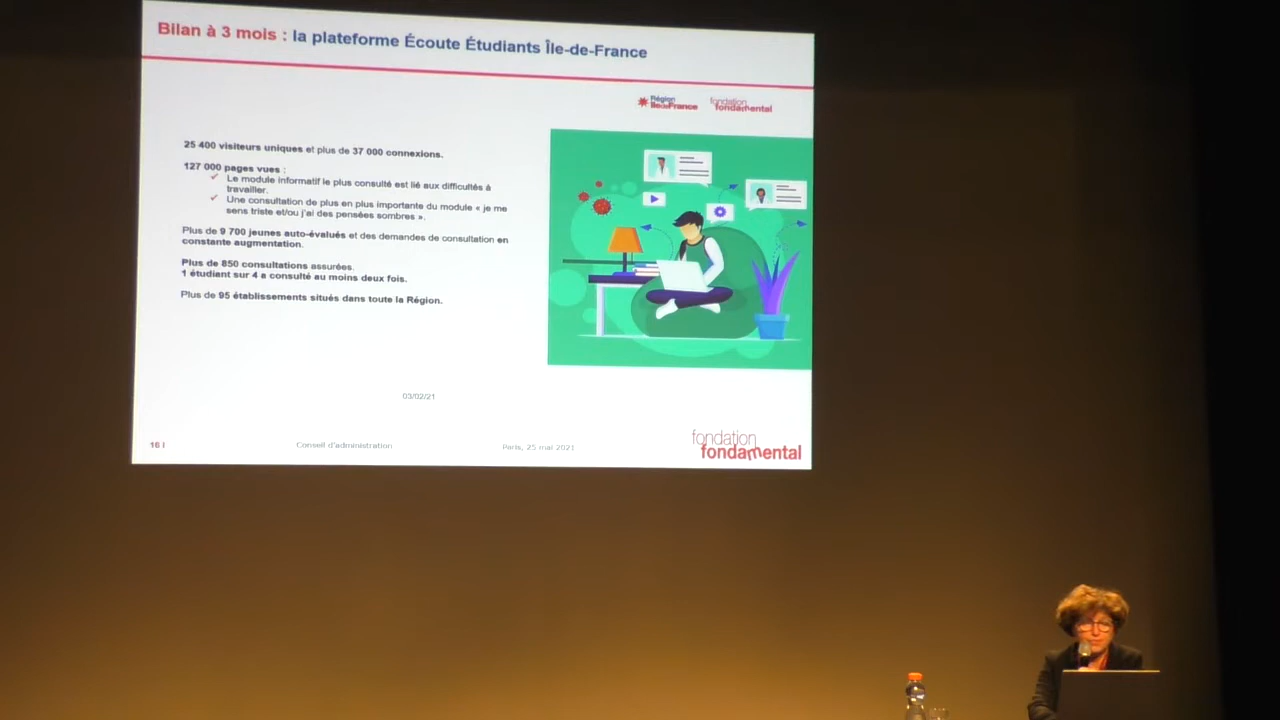 Bilan à 3 mois : la plateforme Écoute Étudiants Île-de-France
Région
îledeFrance
fondation
fondamental
25 400 visiteurs uniques et plus de 37 000 connexions.
127 000 pages vues :
Le module informatif le plus consulté est lié aux difficultés à
travailler.
Une consultation de plus en plus importante du module « je me
sens triste et/ou j'ai des pensées sombres ».
Plus de 9 700 jeunes auto-évalués et des demandes de consultation en
constante augmentation.
Plus de 850 consultations assurées.
1 étudiant sur 4 a consulté au moins deux fois.
Plus de 95 établissements situés dans toute la Région.
03/02/21
16 I
Conseil d'administration
Paris, 25 mai 2021
fondation
fondamental